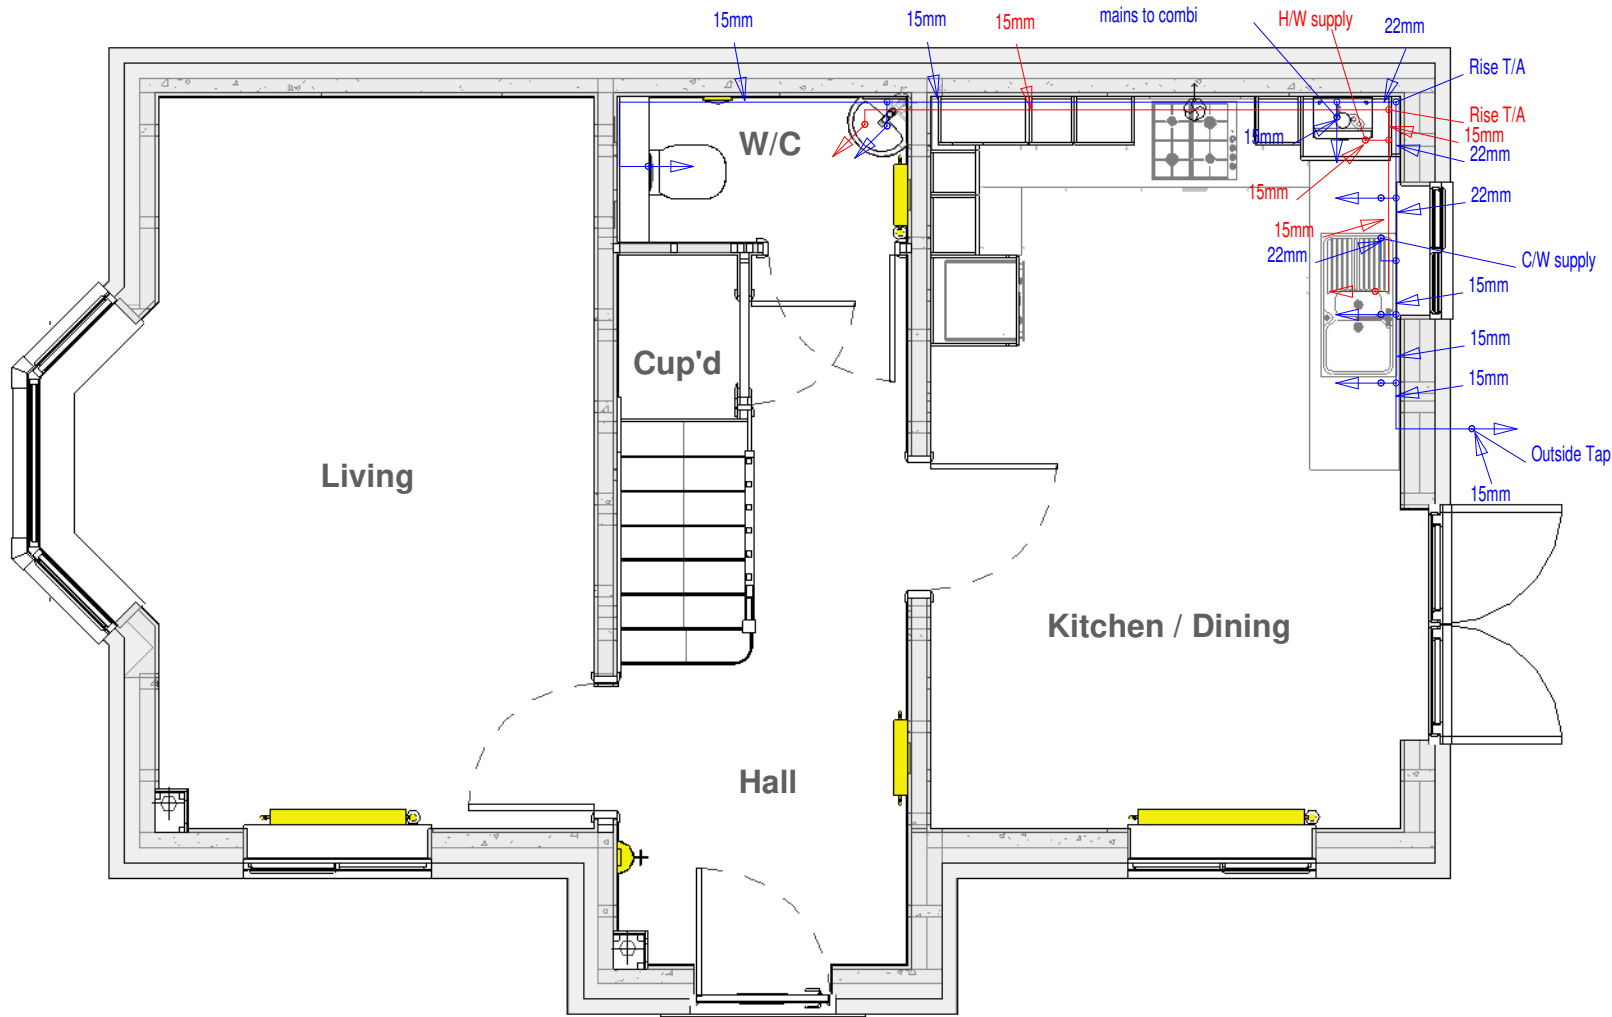 15mm
15mm
15mm
mains to combi
H/W supply
22mm
Rise T/A
Rise T/A
15mm
15mm
22mm
W/C
15mm
22mm
15mm
22mm
C/W supply
15mm
15mm
Cup'd
15mm
Outside Tap
Living
15mm
Kitchen / Dining
Hall